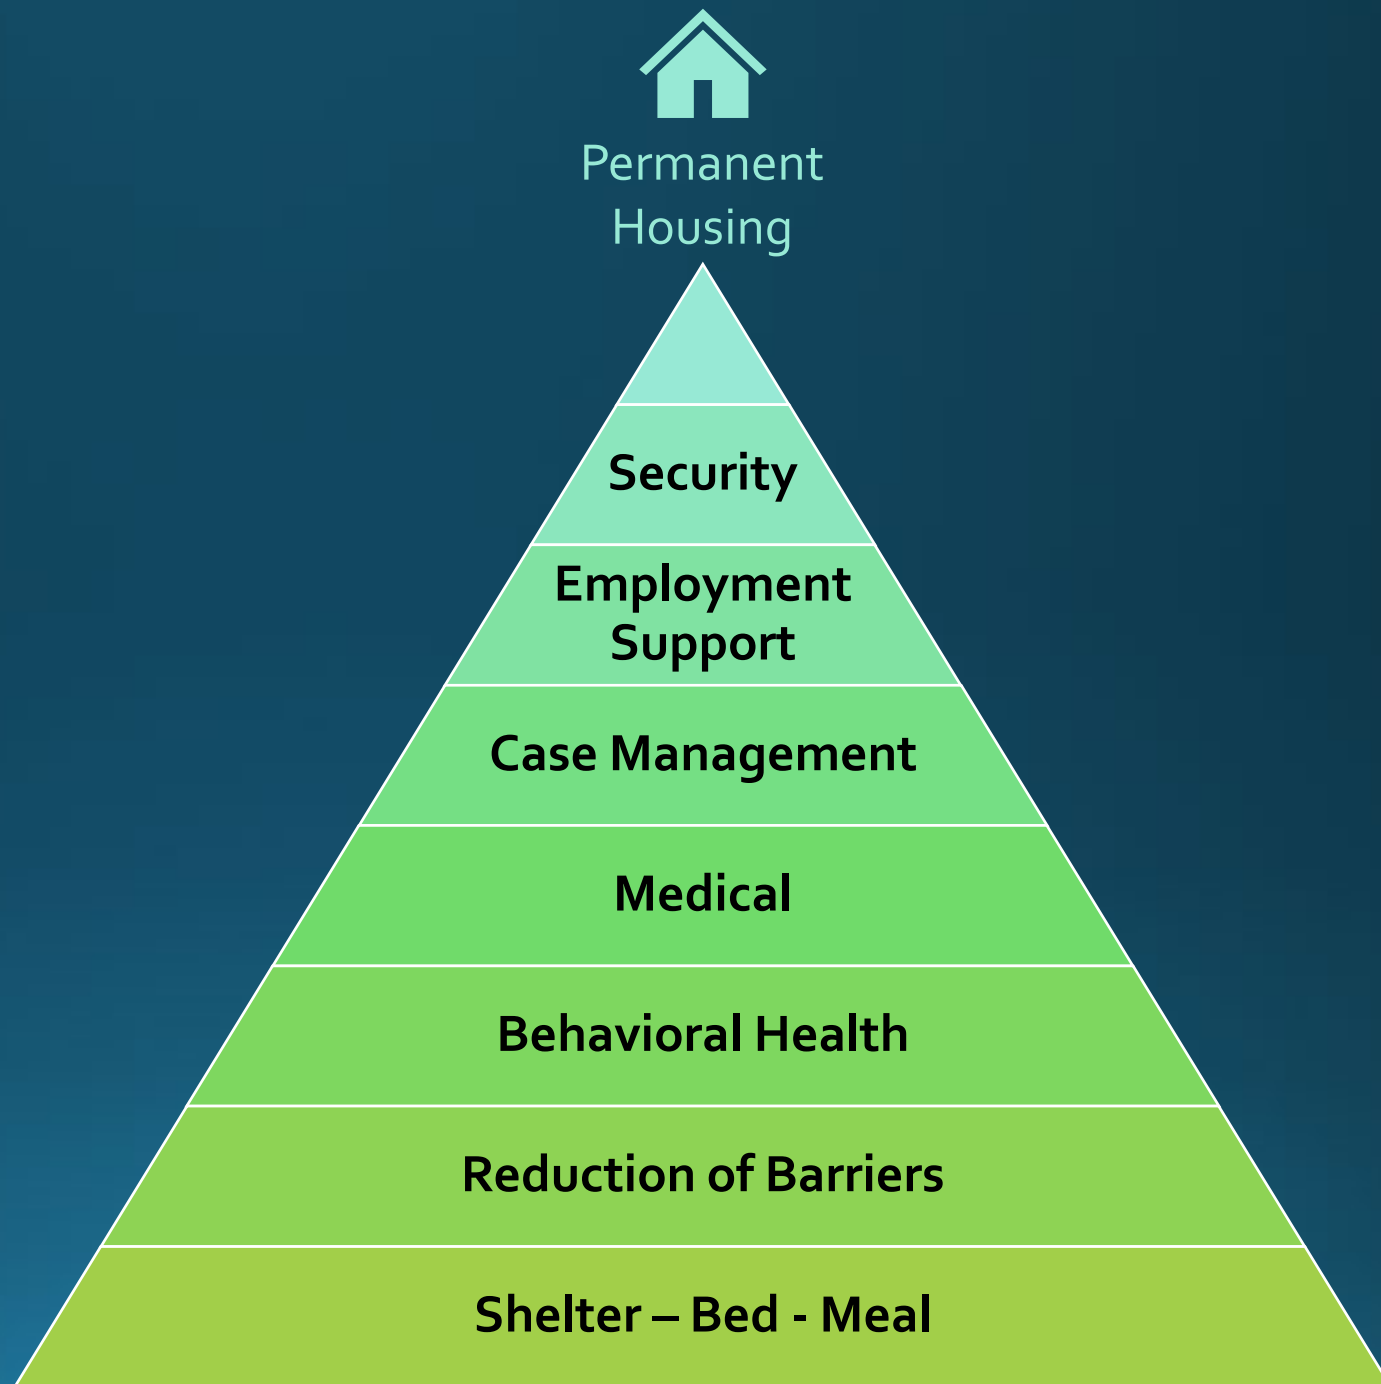 Permanent
Housing
Security
Employment
Support
Case Management
Medical
Behavioral Health
Reduction of Barriers
Shelter – Bed - Meal